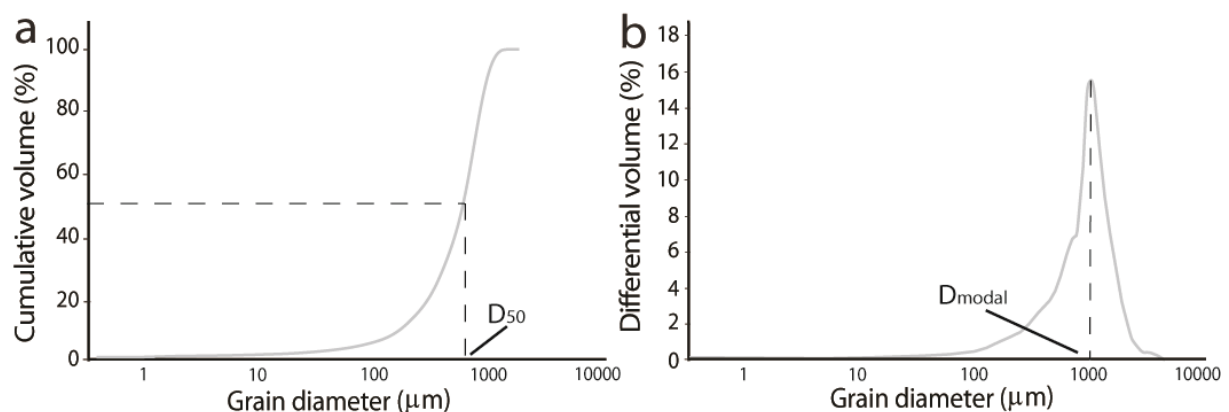 a
Cumulative volume (%)
100
80
60
40
20
0
D50
1 10 100 1000 10000
Grain diameter (μm)
b
Differential volume (%)
18
16
14
12
10
8
6
4
2
0
Dmodal
1 10 100 1000 10000
Grain diameter (μm)